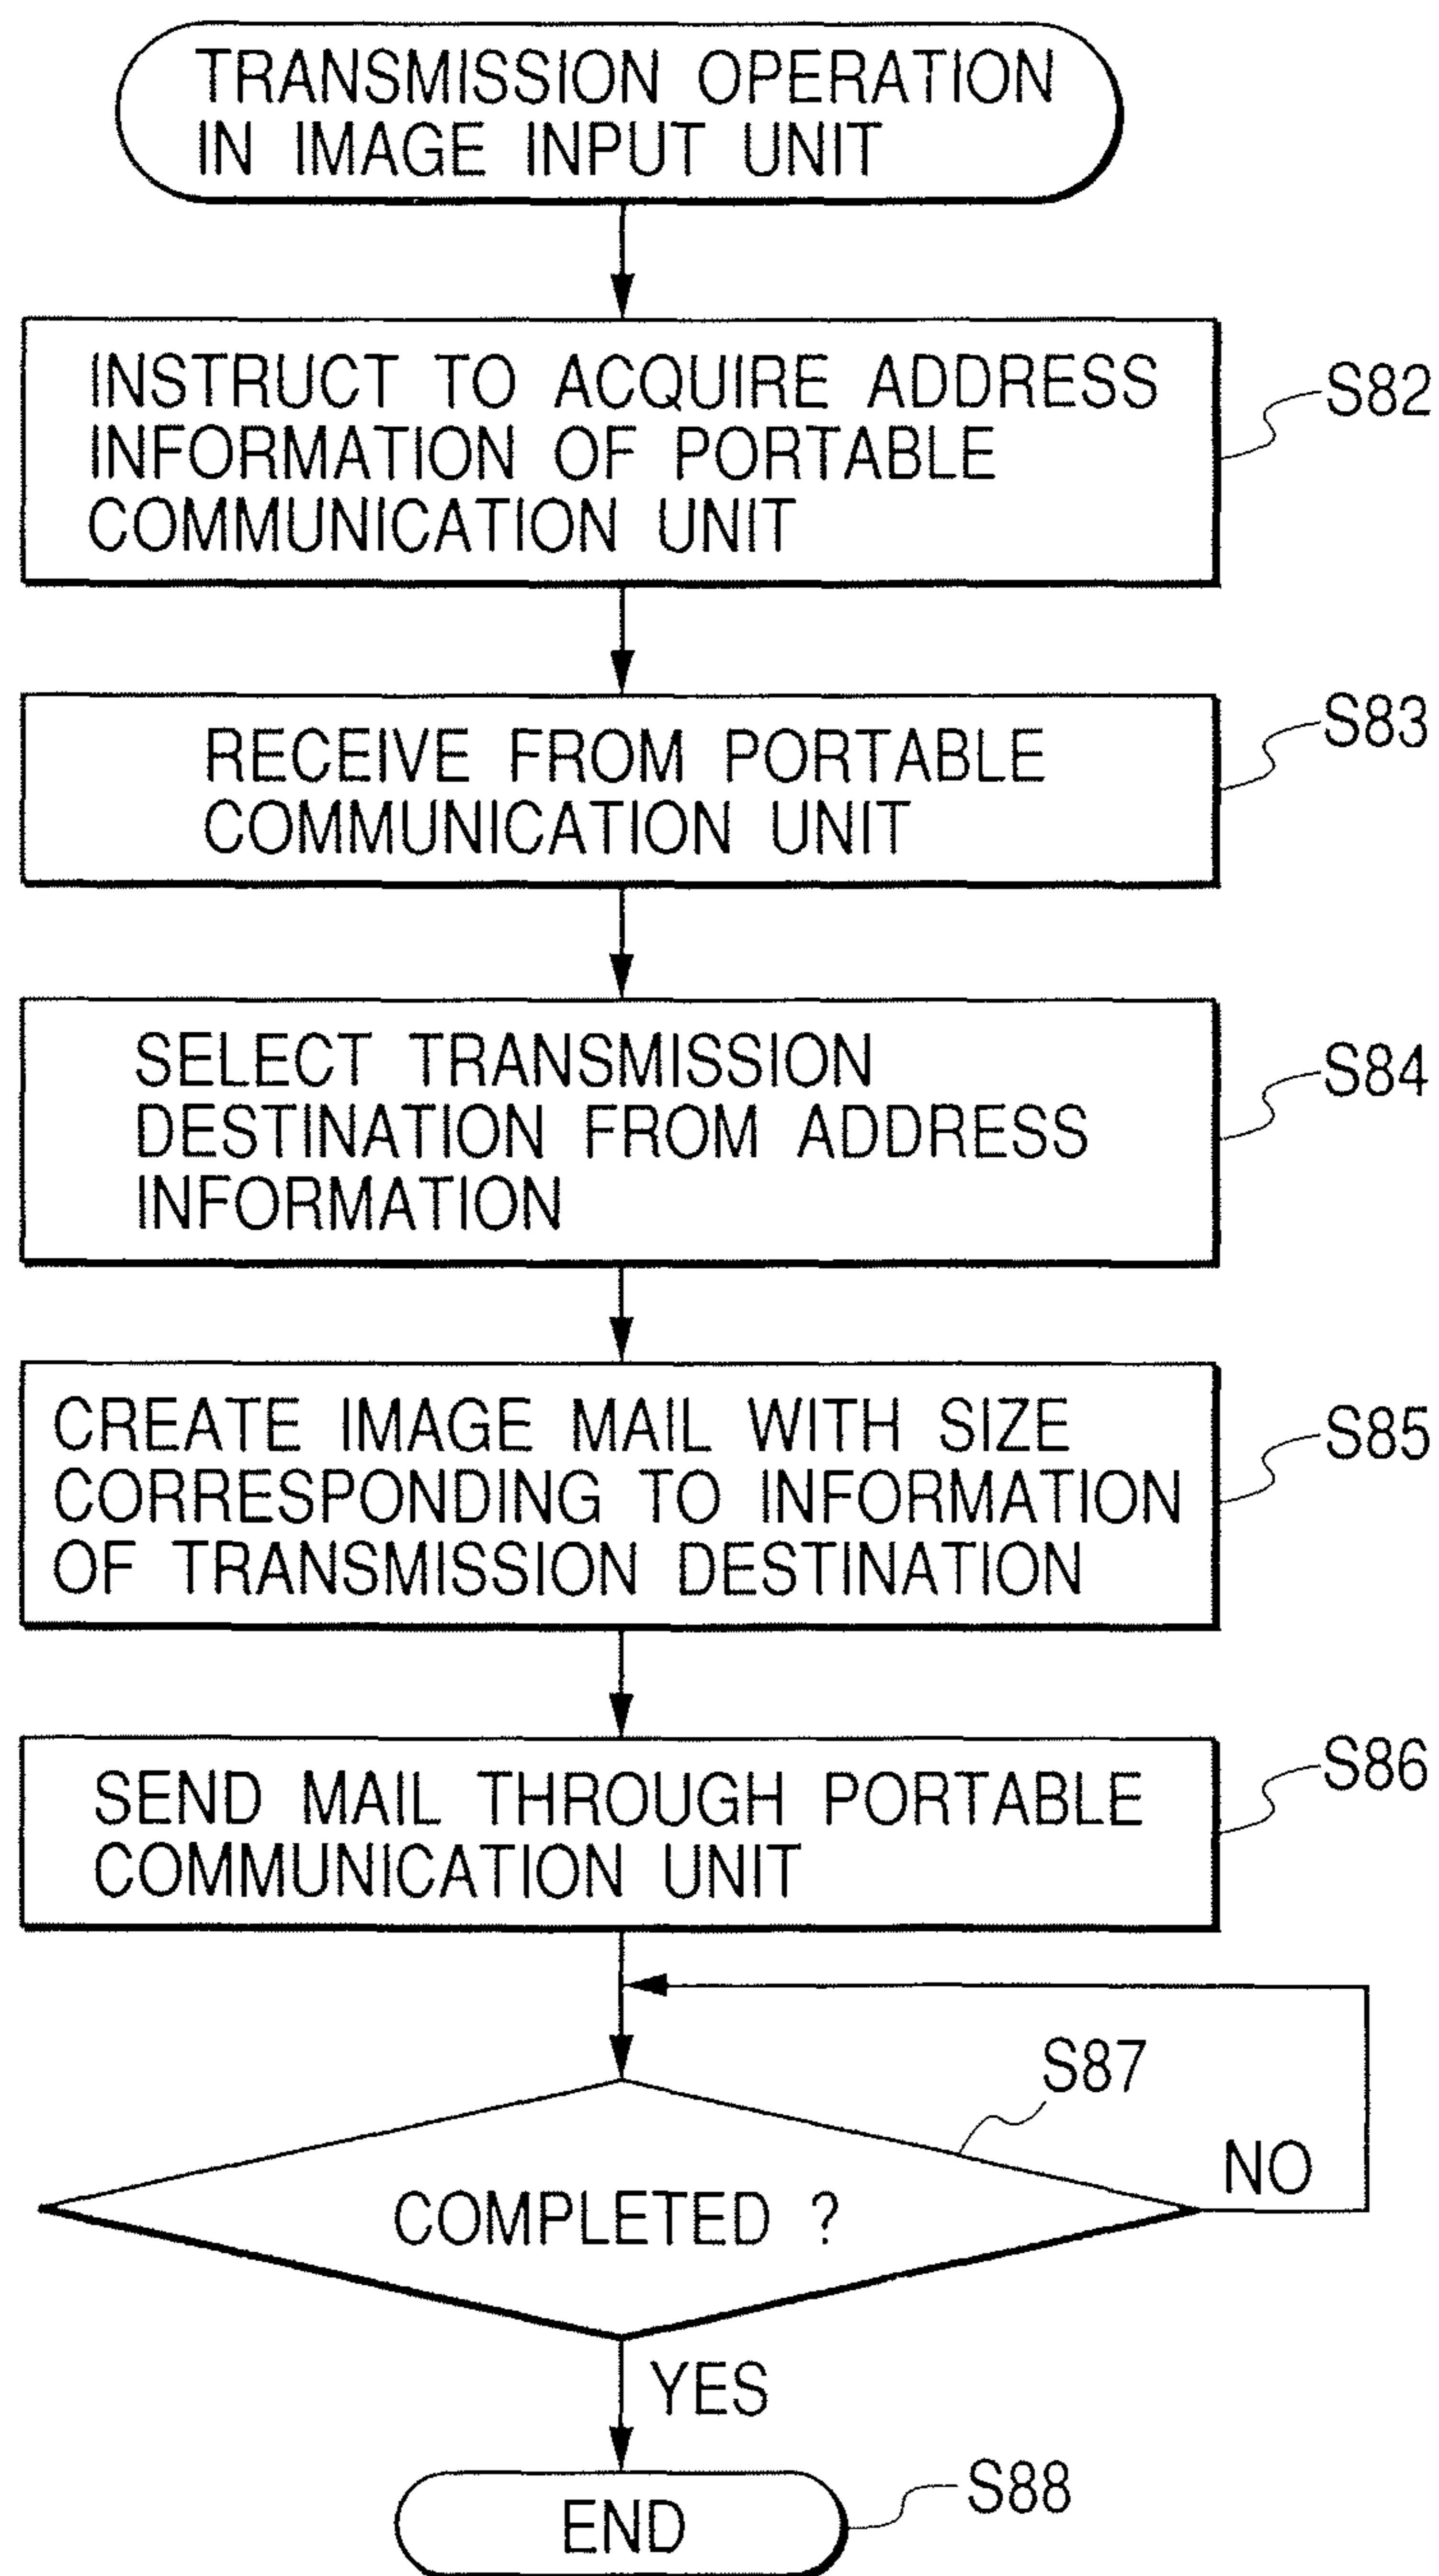 TRANSMISSION OPERATION
IN IMAGE INPUT UNIT
INSTRUCT TO ACQUIRE ADDRESS
INFORMATION OF PORTABLE
COMMUNICATION UNIT
S82
RECEIVE FROM PORTABLE
COMMUNICATION UNIT
S83
SELECT TRANSMISSION
DESTINATION FROM ADDRESS
INFORMATION
S84
CREATE IMAGE MAIL WITH SIZE
CORRESPONDING TO INFORMATION
OF TRANSMISSION DESTINATION
S85
SEND MAIL THROUGH PORTABLE
COMMUNICATION UNIT
S86
S87
NO
COMPLETED ?
YES
END
S88